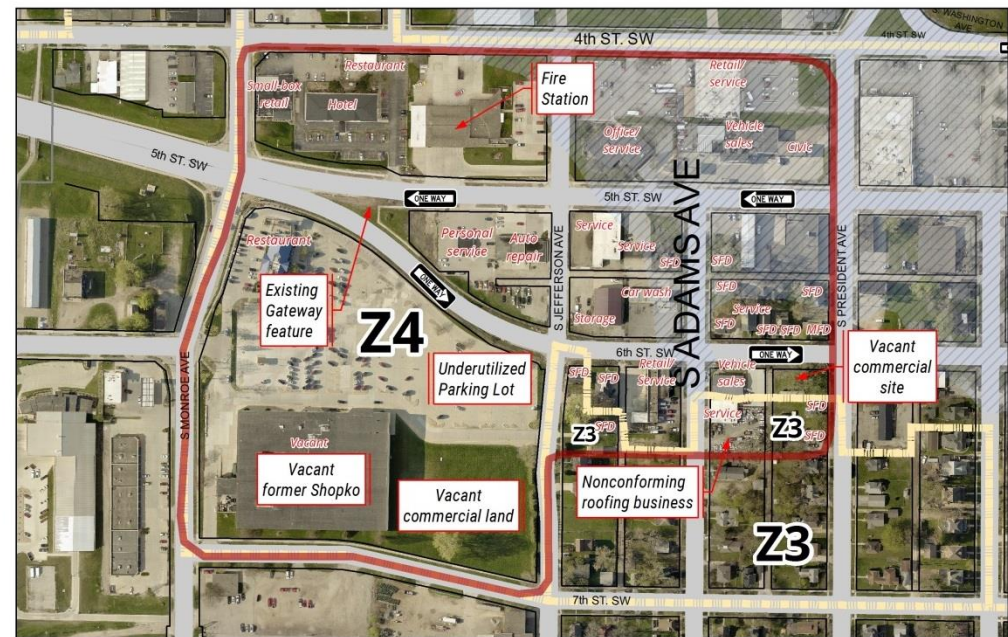 S. WASHINGTON
AVE
4TH ST. SW
4th ST. SW
Restaurant
Small-box
retail
Hotel
Fire
Station
Retail/
service
Office/
service
Vehicle
sales
Civic
5th ST. SW
ONE WAY
5th ST. SW
ONE WAY
Restaurant
Personal
service
Auto
repair
Service
Service
SFD
SFD
Existing
Gateway
feature
ONE WAY
Car wash
Storage
SFD
SFD
Service
SFD
SFD SFD MFD
S JEFFERSON AVE
S ADAMS AVE
S PRESIDENT AVE
Z4
Underutilized
Parking Lot
6th ST. SW
ONE WAY
Vacant
commercial
site
SFD
SFD
Retail/
Service
Vehicle
sales
S MONROE AVE
Service
SFD
Z3
SFD
Z3
SFD
Vacant
Vacant
former Shopko
Vacant
commercial land
Nonconforming
roofing business
Z3
7th ST. SW